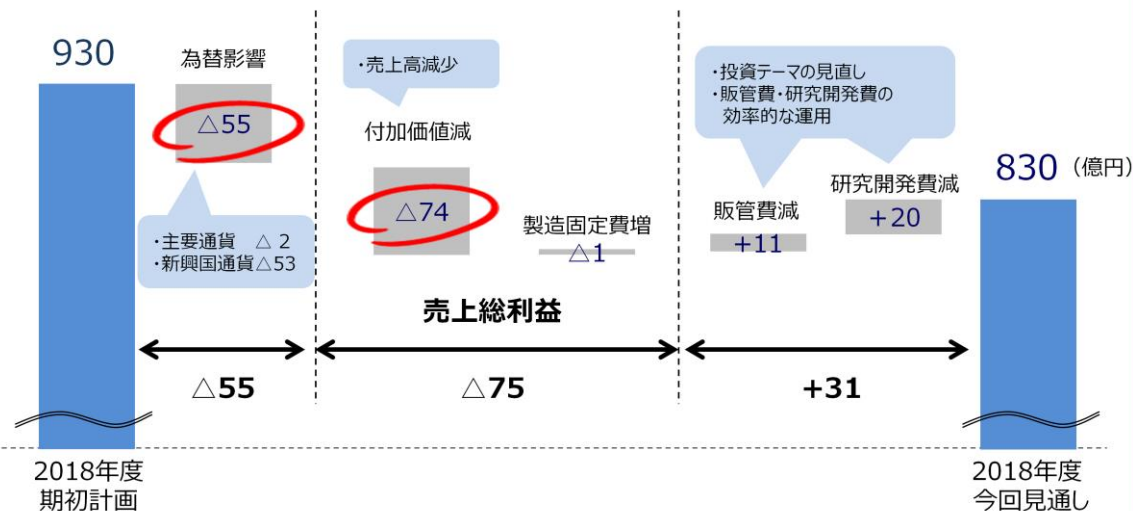 930
為替影響
△55
・主要通貨 △ 2
・新興国通貨△53
・売上高減少
付加価値減
△74
製造固定費増
△1
・投資テーマの見直し
・販管費・研究開発費の
効率的な運用
販管費減
+11
研究開発費減
+20
830 (億円)
売上総利益
△55
△75
+31
2018年度
期初計画
2018年度
今回見通し